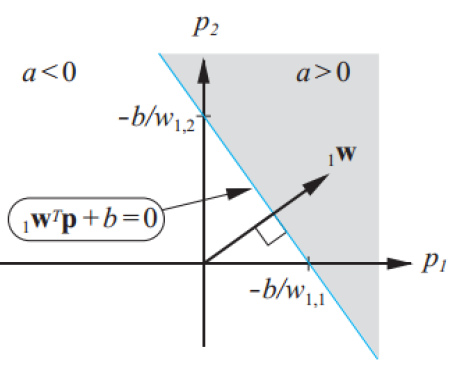 p₂
a<0 a>0
-b/w₁,₂
₁w
₁wᵀp + b = 0
p₁
-b/w₁,₁